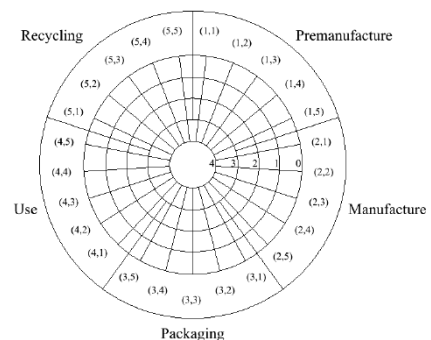 Recycling
Premanufacture
(5,5) (1,1)
(5,4) (1,2)
(5,3) (1,3)
(5,2) (1,4)
(5,1) (1,5)
(4,5) (2,1)
(4,4) 4 3 2 1 0 (2,2)
(4,3) (2,3)
Use
Manufacture
(4,2) (2,4)
(4,1) (2,5)
(3,5) (3,1)
(3,4) (3,2)
(3,3)
Packaging